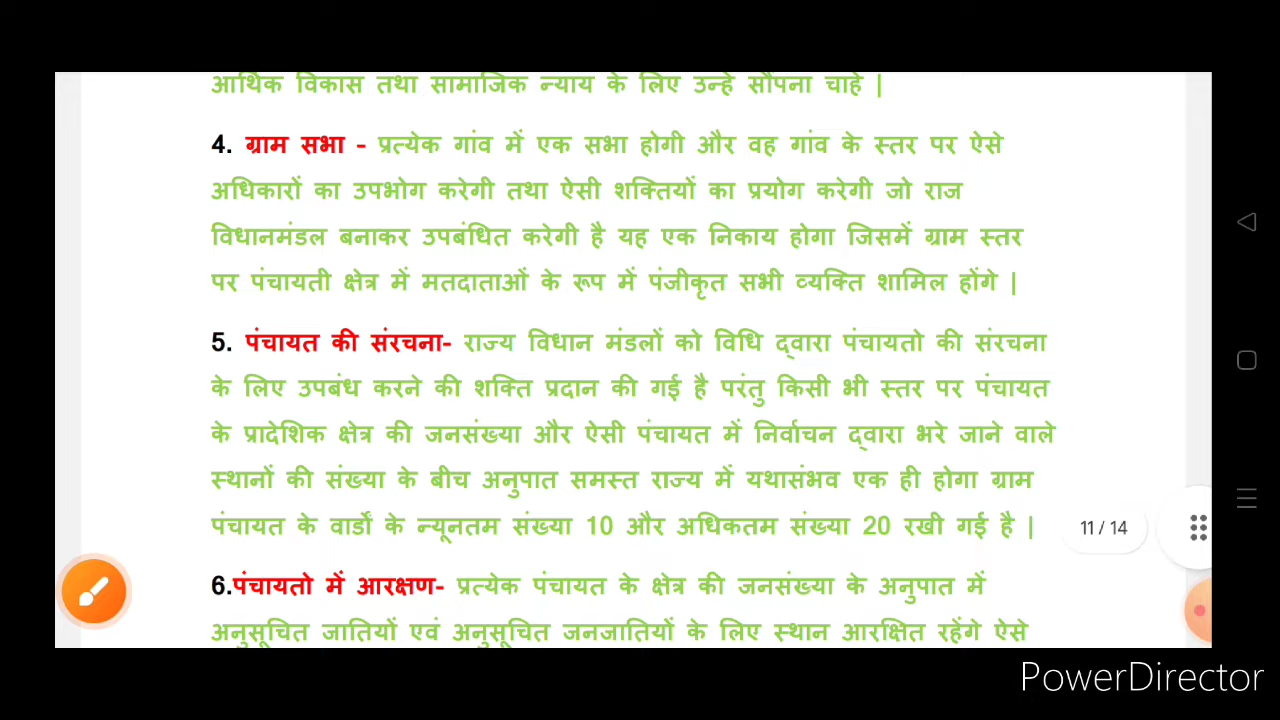 आर्थिक विकास तथा सामाजिक न्याय के लिए उन्हे सौपना चाहे |
4. ग्राम सभा - प्रत्येक गांव में एक सभा होगी और वह गांव के स्तर पर ऐसे
अधिकारों का उपभोग करेगी तथा ऐसी शक्तियों का प्रयोग करेगी जो राज
विधानमंडल बनाकर उपबंधित करेगी है यह एक निकाय होगा जिसमें ग्राम स्तर
पर पंचायती क्षेत्र में मतदाताओं के रूप में पंजीकृत सभी व्यक्ति शामिल होंगे |
5. पंचायत की संरचना- राज्य विधान मंडलों को विधि द्वारा पंचायतो की संरचना
के लिए उपबंध करने की शक्ति प्रदान की गई है परंतु किसी भी स्तर पर पंचायत
के प्रादेशिक क्षेत्र की जनसंख्या और ऐसी पंचायत में निर्वाचन द्वारा भरे जाने वाले
स्थानों की संख्या के बीच अनुपात समस्त राज्य में यथासंभव एक ही होगा ग्राम
पंचायत के वार्डों के न्यूनतम संख्या 10 और अधिकतम संख्या 20 रखी गई है |
11 / 14
6.पंचायतो में आरक्षण- प्रत्येक पंचायत के क्षेत्र की जनसंख्या के अनुपात में
अनुसूचित जातियों एवं अनुसूचित जनजातियों के लिए स्थान आरक्षित रहेंगे ऐसे
PowerDirector